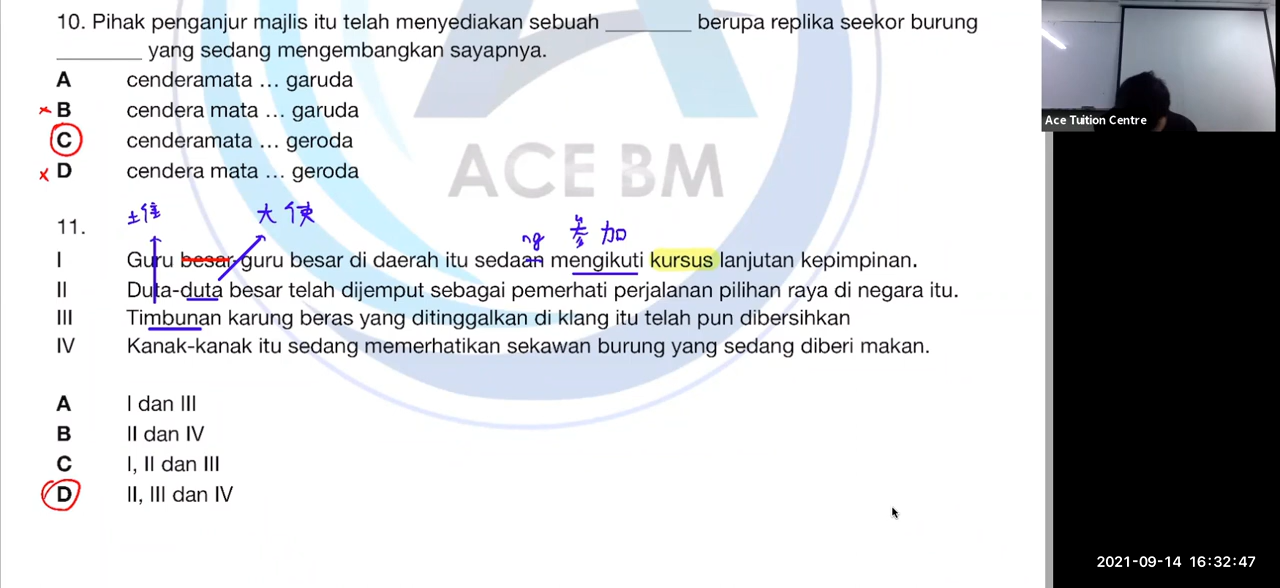 10. Pihak penganjur majlis itu telah menyediakan sebuah ________ berupa replika seekor burung
________ yang sedang mengembangkan sayapnya.
A cenderamata ... garuda
× B cendera mata ... garuda
C cenderamata ... geroda
x D cendera mata ... geroda
ACE BM
大使
11.
ng 参加
I Guru besar-guru besar di daerah itu sedaan mengikuti kursus lanjutan kepimpinan.
II Duta-duta besar telah dijemput sebagai pemerhati perjalanan pilihan raya di negara itu.
III Timbunan karung beras yang ditinggalkan di klang itu telah pun dibersihkan
IV Kanak-kanak itu sedang memerhatikan sekawan burung yang sedang diberi makan.
A I dan III
B II dan IV
C I, II dan III
D II, III dan IV
Ace Tuition Centre
2021-09-14 16:32:47